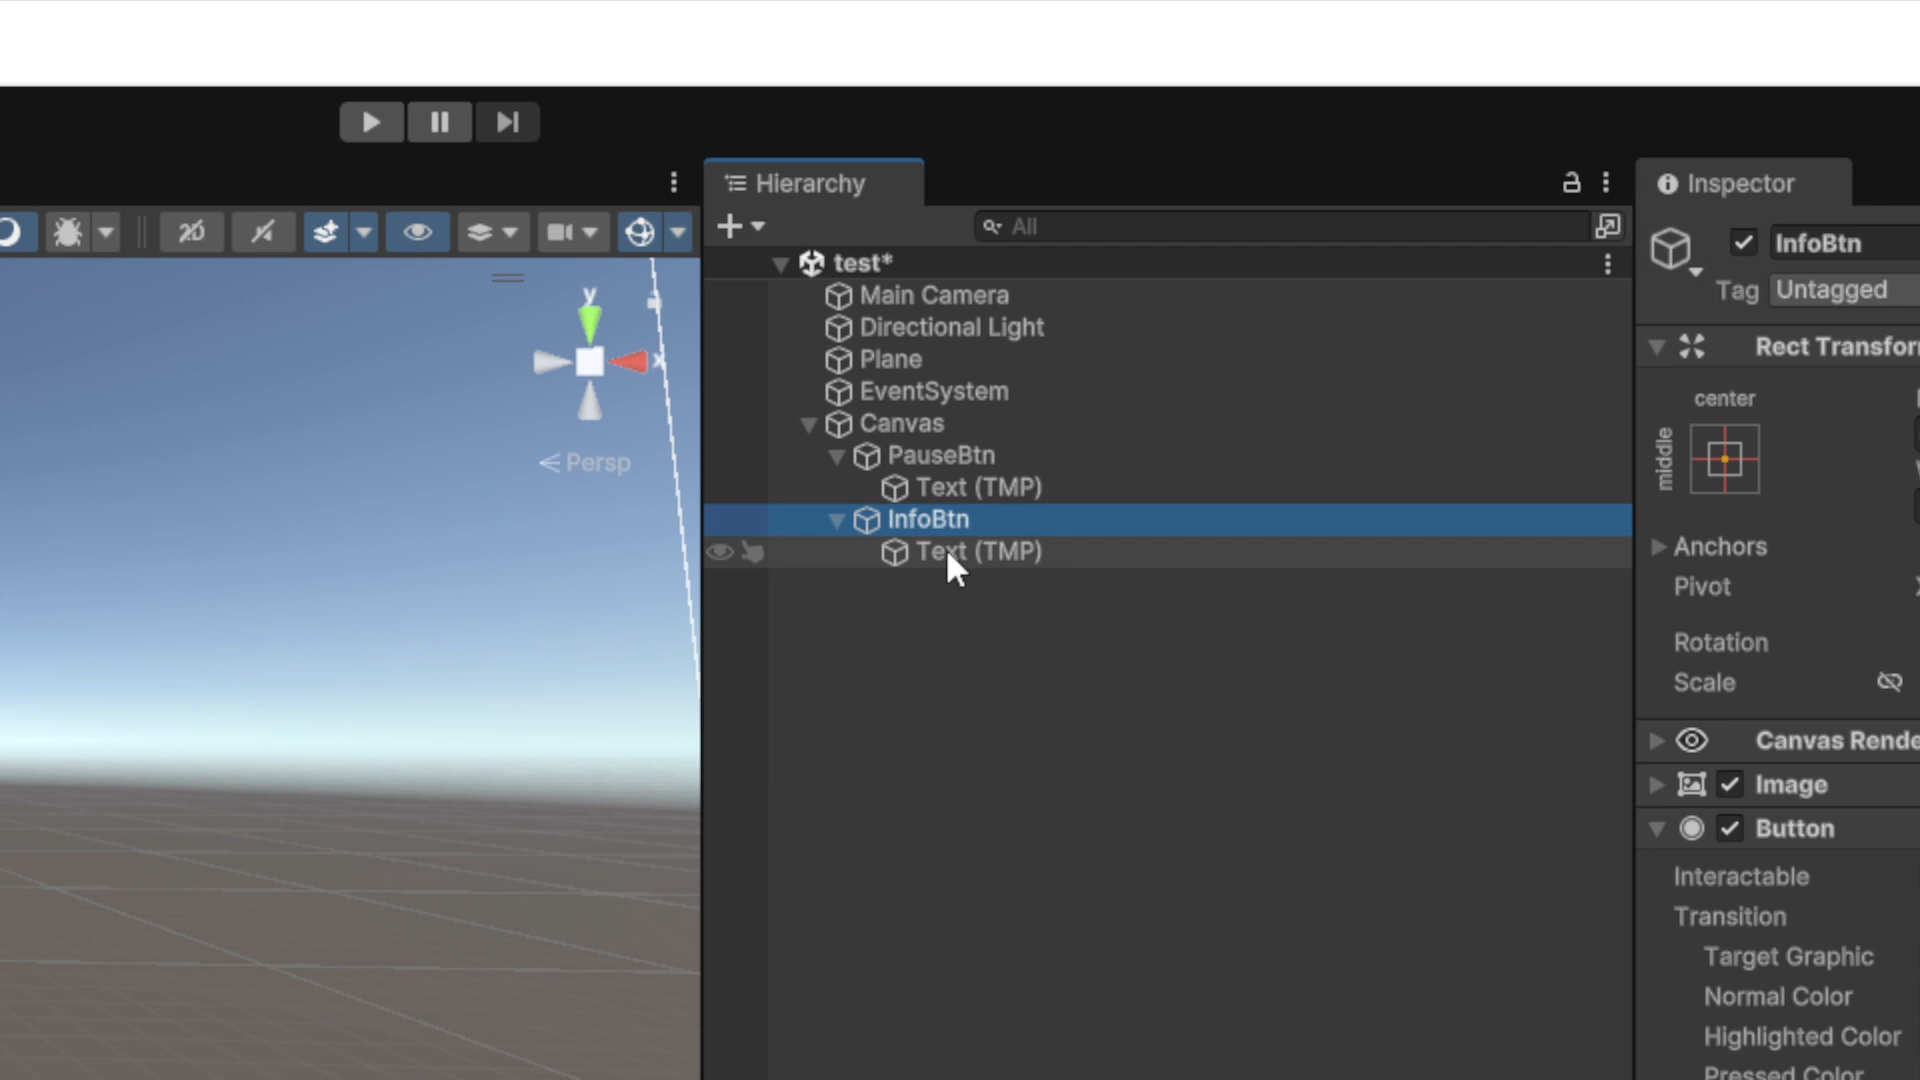 Hierarchy
Inspector
All
InfoBtn
2D
test*
Tag Untagged
Main Camera
y
Directional Light
Rect Transfor
x
Plane
EventSystem
center
Canvas
middle
Persp
PauseBtn
Text (TMP)
InfoBtn
Text (TMP)
Anchors
Pivot
Rotation
Scale
Canvas Rende
Image
Button
Interactable
Transition
Target Graphic
Normal Color
Highlighted Color
Pressed Color